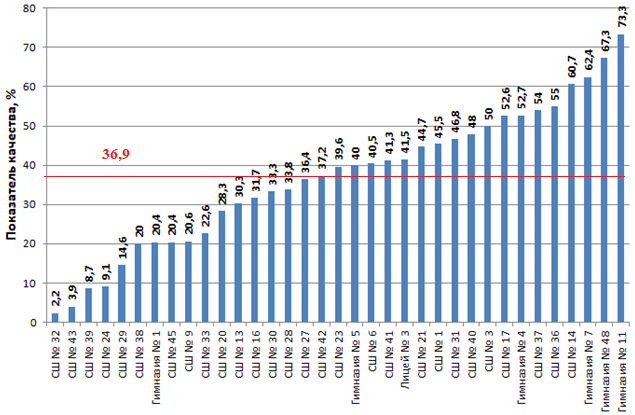 Показатель качества, %
80
70
60
50
40
30
20
10
0
36,9
2,2
3,9
8,7
9,1
14,6
20
20,4
20,4
20,6
22,6
28,3
30,3
31,7
33,3
33,8
36,4
37,2
39,6
40
40,5
41,3
41,5
44,7
45,5
46,8
48
50
52,6
52,7
54
55
60,7
62,4
67,3
73,3
СШ № 32
СШ № 43
СШ № 39
СШ № 24
СШ № 29
СШ № 38
Гимназия № 1
СШ № 45
СШ № 9
СШ № 33
СШ № 20
СШ № 13
СШ № 16
СШ № 30
СШ № 28
СШ № 27
СШ № 42
СШ № 23
Гимназия № 5
СШ № 6
СШ № 41
Лицей № 3
СШ № 21
СШ № 1
СШ № 31
СШ № 40
СШ № 3
СШ № 17
Гимназия № 4
СШ № 37
СШ № 36
СШ № 14
Гимназия № 7
Гимназия № 48
Гимназия № 11